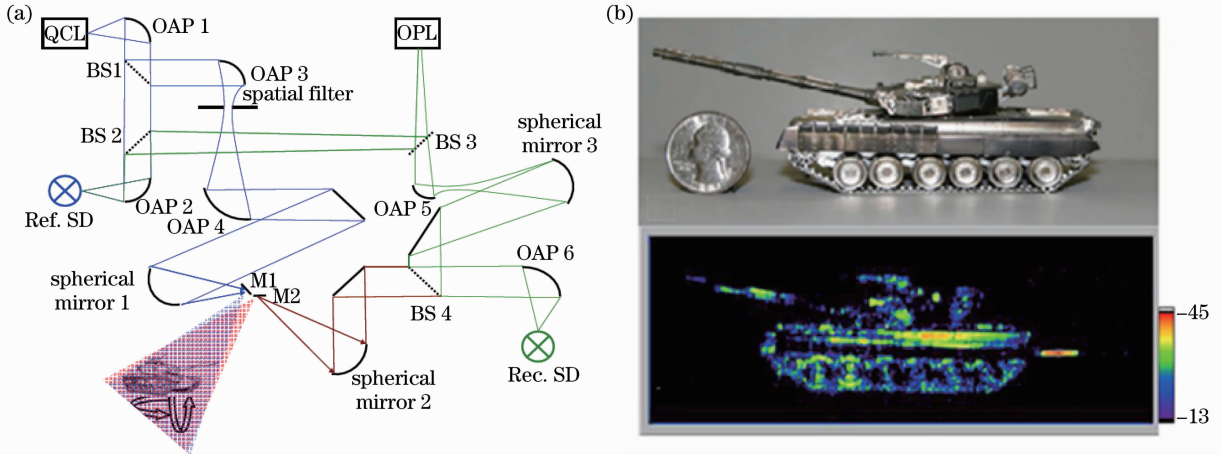 (a)
QCL
OAP 1
OPL
BS1
OAP 3
spatial filter
BS 2
BS 3
spherical
mirror 3
Ref. SD
OAP 2
OAP 4
OAP 5
OAP 6
spherical
mirror 1
M1
M2
BS 4
Rec. SD
spherical
mirror 2
(b)
−45
−13